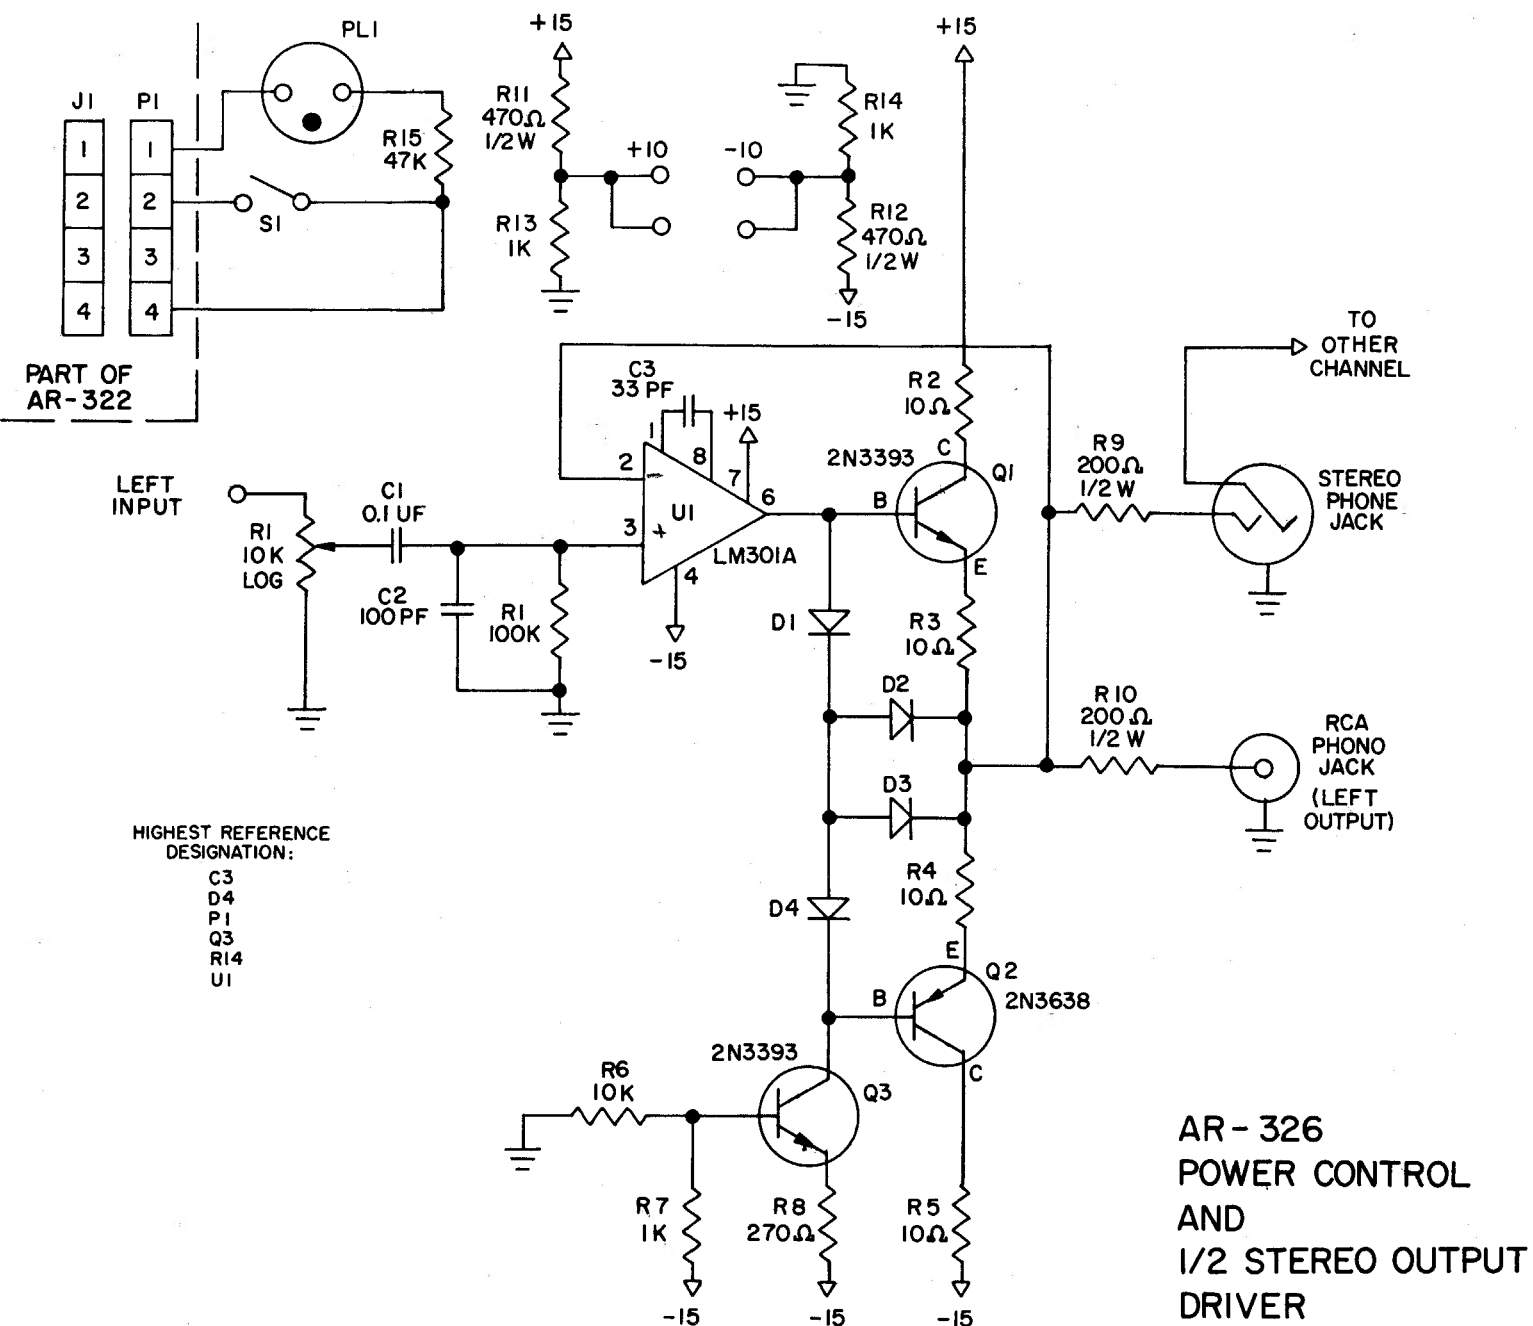 PL1
J1
P1
1
2
3
4
1
2
3
4
R15
47K
S1
PART OF
AR-322
+15
R11
470Ω
1/2W
R13
1K
+10
-10
R14
1K
R12
470Ω
1/2W
-15
+15
LEFT
INPUT
R1
10K
LOG
C1
0.1UF
C2
100PF
R1
100K
C3
33PF
+15
1
8
7
2
-
3
+
U1
6
LM301A
4
-15
R2
10Ω
2N3393
C
Q1
B
E
R3
10Ω
D1
D2
D3
D4
R4
10Ω
E
Q2
B
2N3638
C
TO
OTHER
CHANNEL
R9
200Ω
1/2W
STEREO
PHONE
JACK
R10
200Ω
1/2W
RCA
PHONO
JACK
(LEFT
OUTPUT)
HIGHEST REFERENCE
DESIGNATION:
C3
D4
P1
Q3
R14
U1
2N3393
Q3
R6
10K
R7
1K
R8
270Ω
R5
10Ω
-15
-15
-15
AR-326
POWER CONTROL
AND
1/2 STEREO OUTPUT
DRIVER